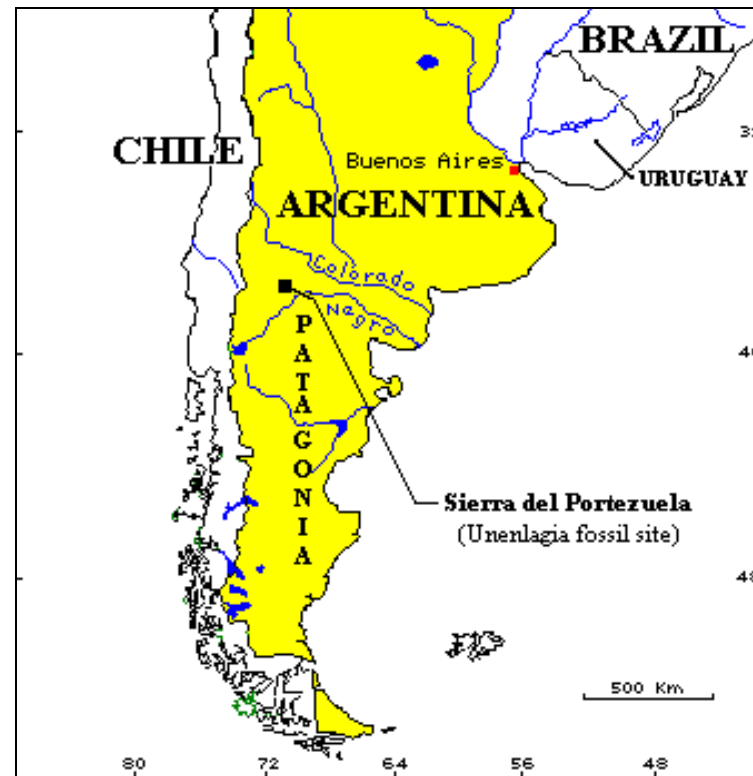 BRAZIL
CHILE
Buenos Aires
URUGUAY
ARGENTINA
Colorado
Negro
PATAGONIA
Sierra del Portezuela
(Unenlagia fossil site)
500 Km
80 72 64 56 48